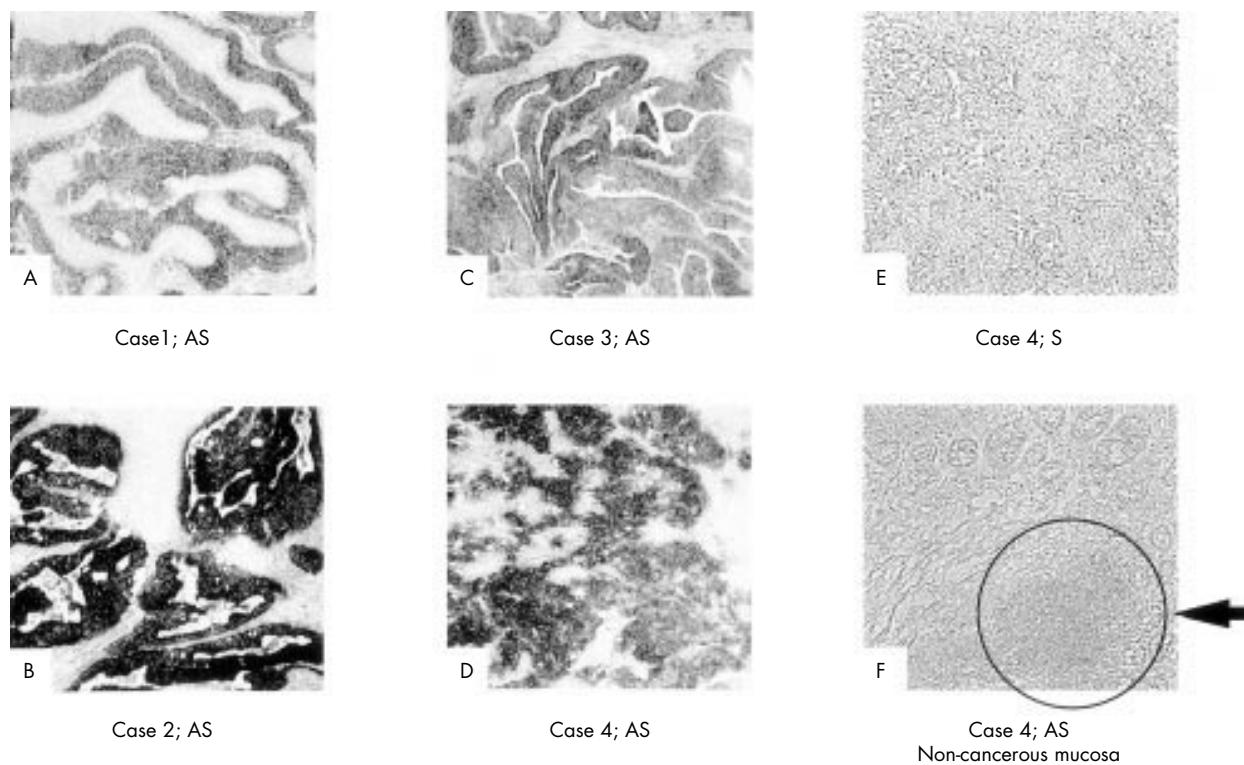 A
Case1; AS
C
Case 3; AS
E
Case 4; S
B
Case 2; AS
D
Case 4; AS
F
Case 4; AS
Non-cancerous mucosa